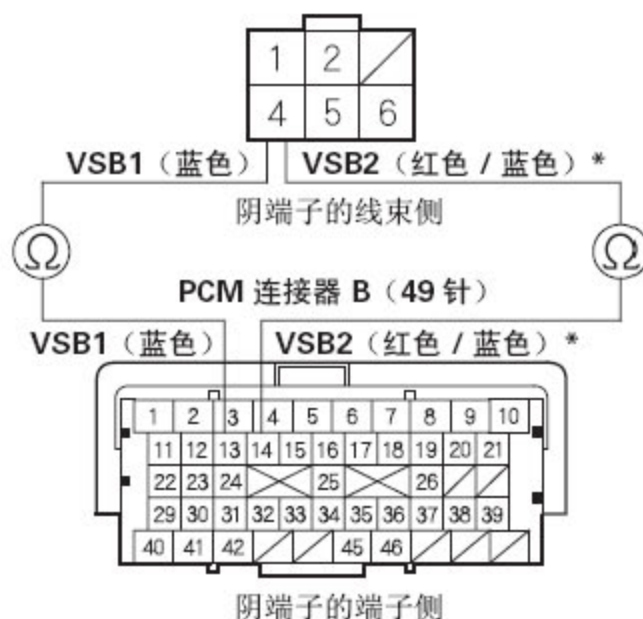 1 2
4 5 6
VSB1（蓝色） VSB2（红色 / 蓝色）*
阴端子的线束侧
Ω Ω
PCM 连接器 B（49 针）
VSB1（蓝色） VSB2（红色 / 蓝色）*
1 2 3 4 5 6 7 8 9 10
11 12 13 14 15 16 17 18 19 20 21
22 23 24 25 26
29 30 31 32 33 34 35 36 37 38 39
40 41 42 45 46
阴端子的端子侧